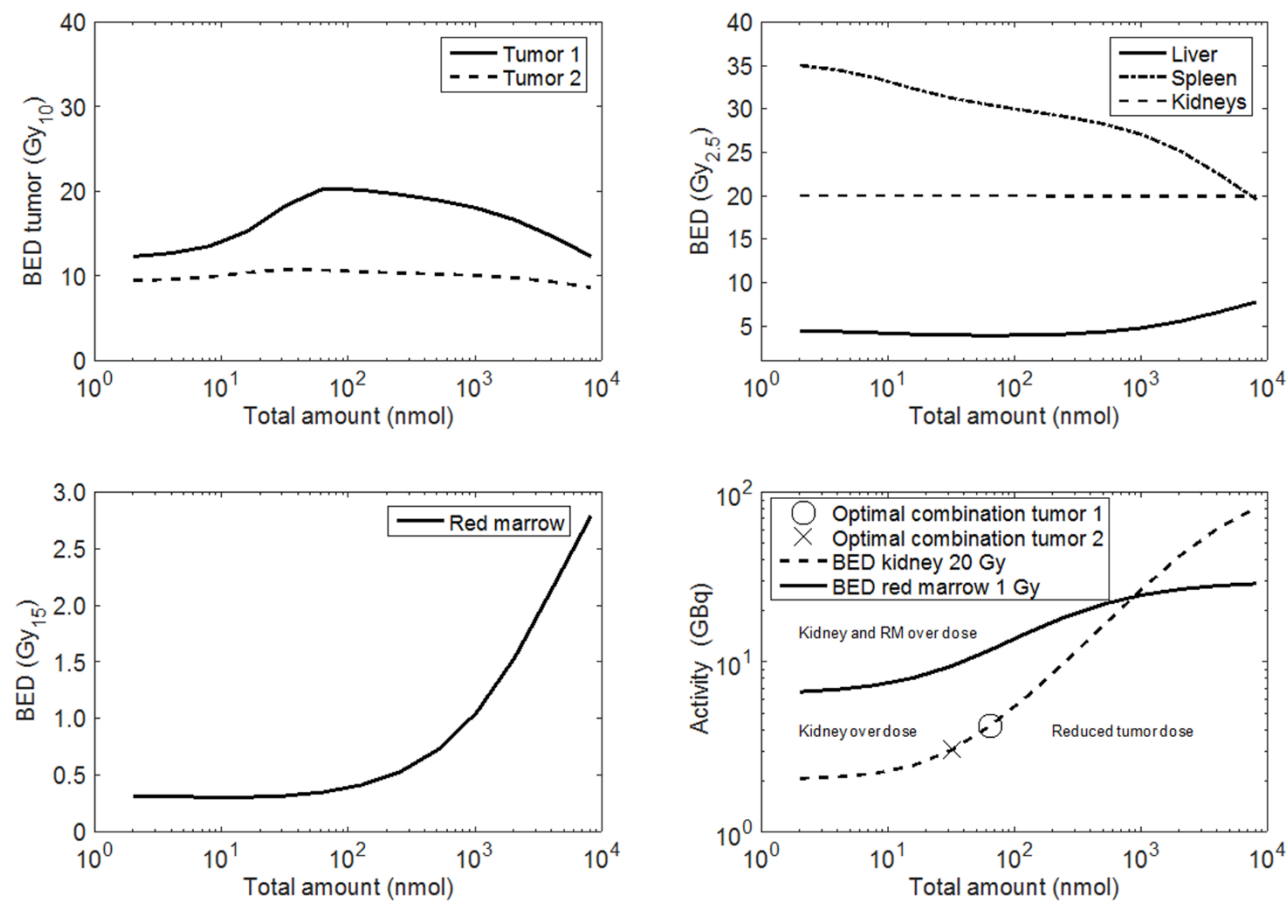 40
30
20
10
0
BED tumor (Gy10)
Tumor 1
Tumor 2
10^0 10^1 10^2 10^3 10^4
Total amount (nmol)
40
35
30
25
20
15
10
5
BED (Gy2.5)
Liver
Spleen
Kidneys
10^0 10^1 10^2 10^3 10^4
Total amount (nmol)
3.0
2.5
2.0
1.5
1.0
0.5
0
BED (Gy15)
Red marrow
10^0 10^1 10^2 10^3 10^4
Total amount (nmol)
10^2
10^1
10^0
Activity (GBq)
Optimal combination tumor 1
Optimal combination tumor 2
BED kidney 20 Gy
BED red marrow 1 Gy
Kidney and RM over dose
Kidney over dose
Reduced tumor dose
10^0 10^1 10^2 10^3 10^4
Total amount (nmol)